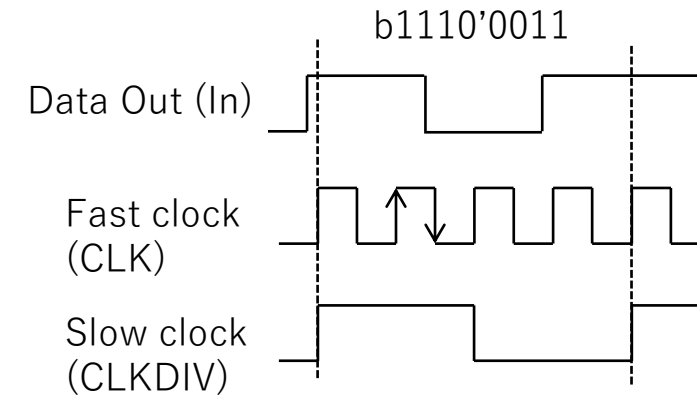 b1110’0011
Data Out (In)
Fast clock
(CLK)
Slow clock
(CLKDIV)